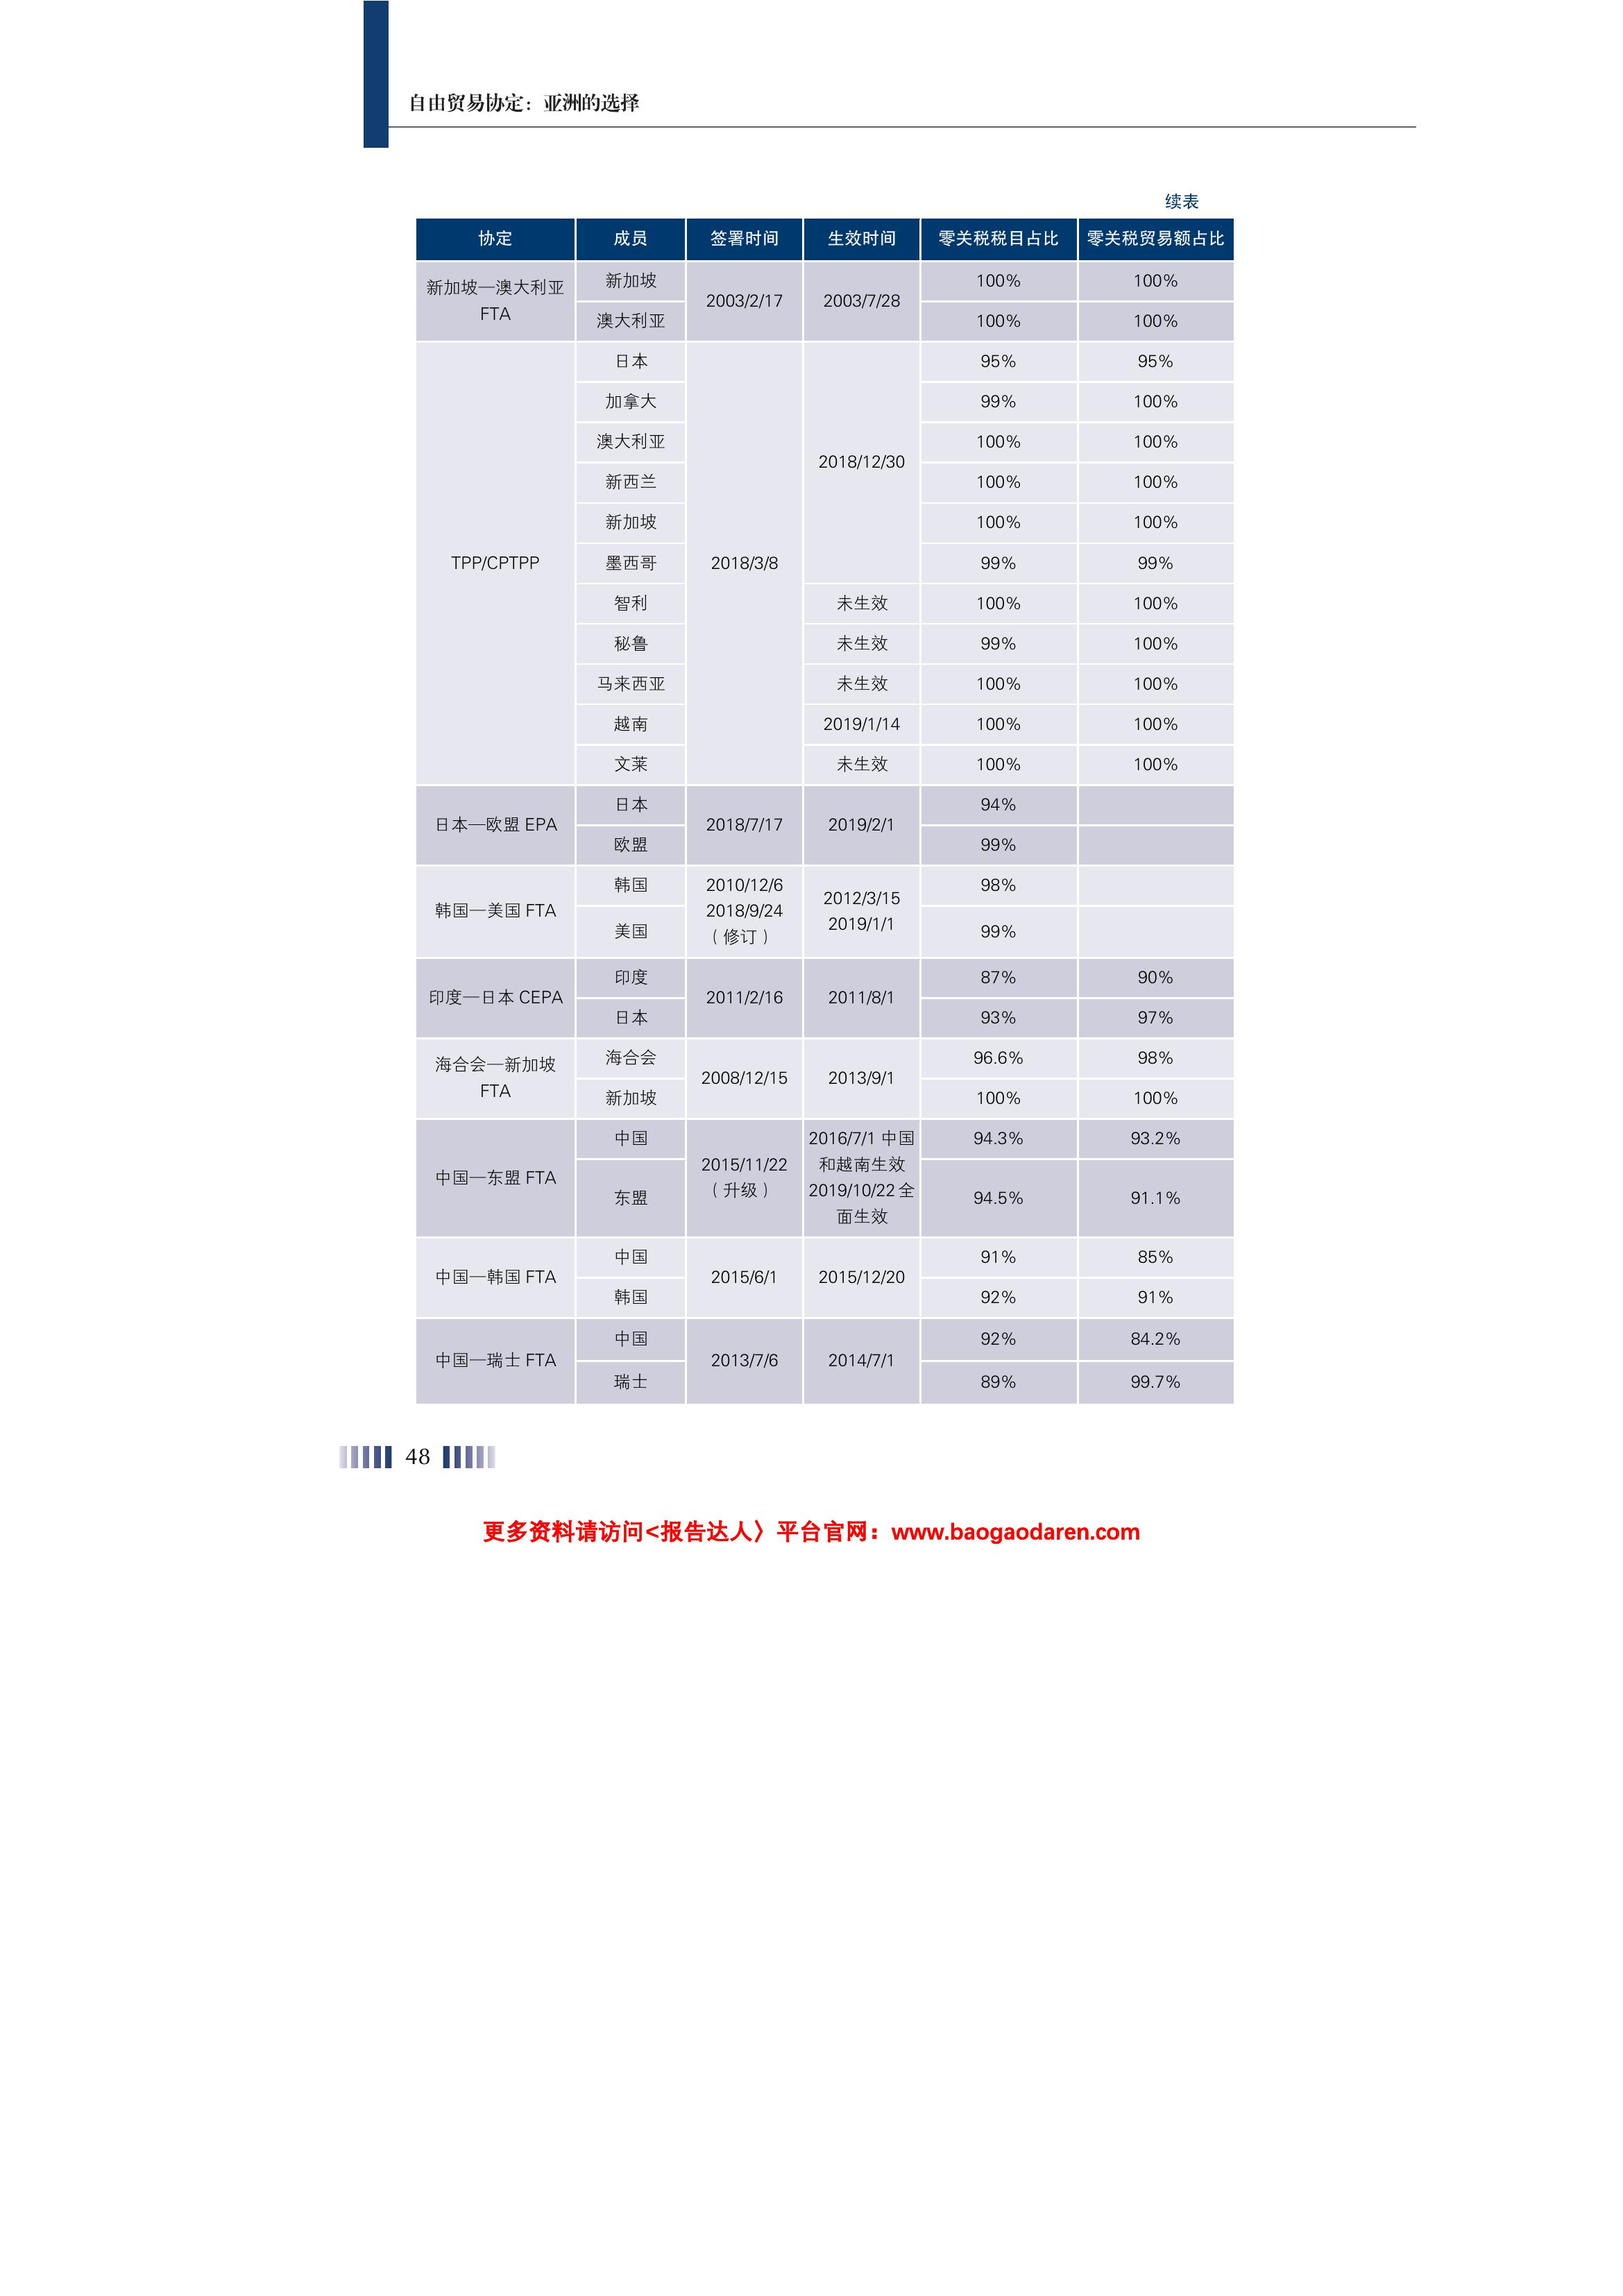 自由贸易协定：亚洲的选择
续表
协定 成员 签署时间 生效时间 零关税税目占比 零关税贸易额占比
新加坡—澳大利亚
FTA
新加坡 100% 100%
2003/2/17 2003/7/28
澳大利亚 100% 100%
日本 95% 95%
加拿大 99% 100%
澳大利亚 100% 100%
2018/12/30
新西兰 100% 100%
新加坡 100% 100%
TPP/CPTPP 墨西哥 2018/3/8 99% 99%
智利 未生效 100% 100%
秘鲁 未生效 99% 100%
马来西亚 未生效 100% 100%
越南 2019/1/14 100% 100%
文莱 未生效 100% 100%
日本 94%
日本—欧盟 EPA 2018/7/17 2019/2/1
欧盟 99%
韩国 98%
韩国—美国 FTA
2010/12/6
2018/9/24
（修订）
2012/3/15
2019/1/1
美国 99%
印度 87% 90%
印度—日本 CEPA 2011/2/16 2011/8/1
日本 93% 97%
海合会—新加坡
FTA
海合会 96.6% 98%
2008/12/15 2013/9/1
新加坡 100% 100%
中国 94.3% 93.2%
中国—东盟 FTA
2015/11/22
（升级）
2016/7/1 中国
和越南生效
2019/10/22 全
面生效
东盟 94.5% 91.1%
中国 91% 85%
中国—韩国 FTA 2015/6/1 2015/12/20
韩国 92% 91%
中国 92% 84.2%
中国—瑞士 FTA 2013/7/6 2014/7/1
瑞士 89% 99.7%
48
更多资料请访问<报告达人〉平台官网：www.baogaodaren.com